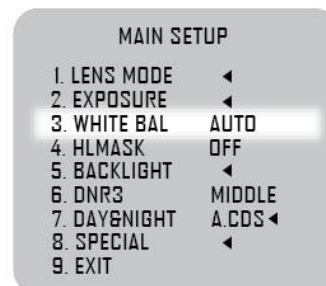 MAIN SETUP
1. LENS MODE ◄
2. EXPOSURE ◄
3. WHITE BAL AUTO
4. HLMASK OFF
5. BACKLIGHT ◄
6. DNR3 MIDDLE
7. DAY&NIGHT A.CDS◄
8. SPECIAL ◄
9. EXIT